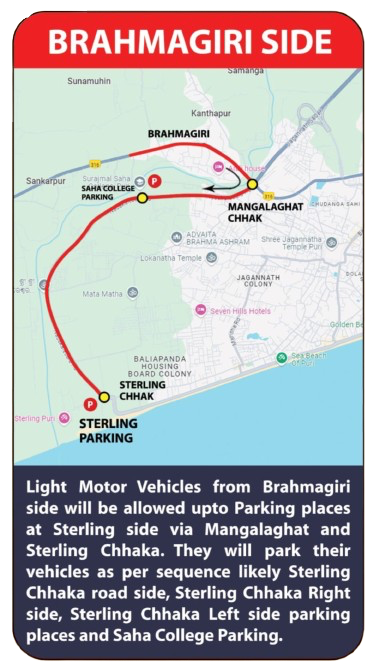 BRAHMAGIRI SIDE
Sunamuhin
Samanga
Kanthapur
BRAHMAGIRI
316
Sankarpur
Surajmal Saha
SAHA COLLEGE
PARKING
P
316
MANGALAGHAT
CHHAK
CHUDANGA SAHI
ADVAITA
BRAHMA ASHRAM
Shree Jagannatha
Temple Puri
Lokanatha Temple
JAGANNATH
COLONY
Mata Matha
Seven Hills Hotels
Golden Be
BALIAPANDA
HOUSING
BOARD COLONY
Sea Beach
STERLING
CHHAK
P
Sterling Puri
STERLING
PARKING
Light Motor Vehicles from Brahmagiri
side will be allowed upto Parking places
at Sterling side via Mangalaghat and
Sterling Chhaka. They will park their
vehicles as per sequence likely Sterling
Chhaka road side, Sterling Chhaka Right
side, Sterling Chhaka Left side parking
places and Saha College Parking.